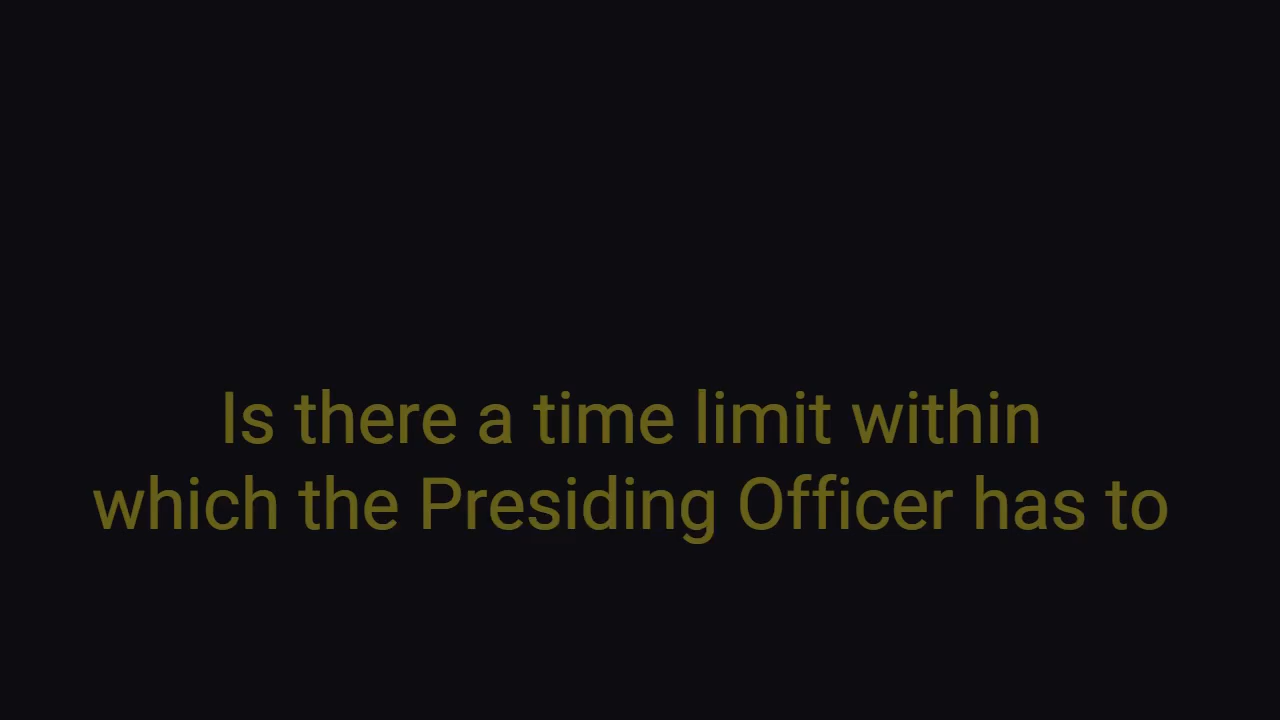 Is there a time limit within
which the Presiding Officer has to